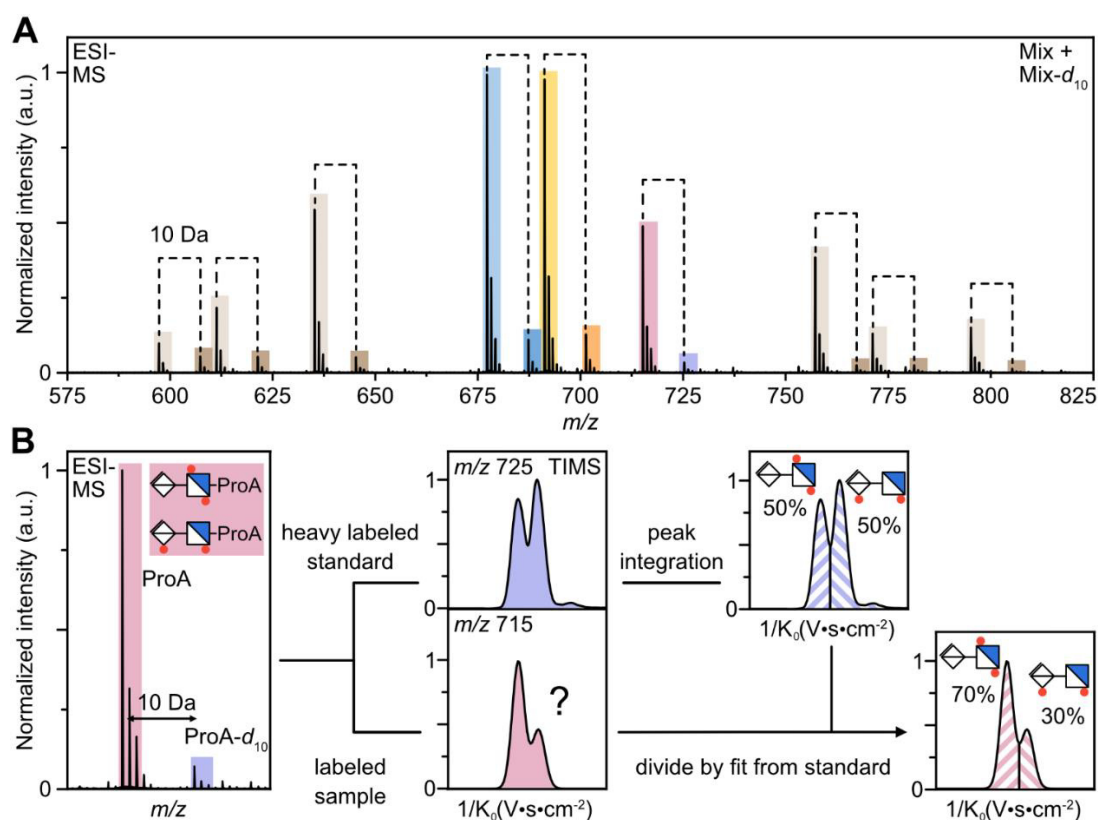 A
ESI-
MS
Mix +
Mix-d10
Normalized intensity (a.u.)
1
0
10 Da
575 600 625 650 675 700 725 750 775 800 825
m/z
B
ESI-
MS
Normalized intensity (a.u.)
1
0
ProA
ProA
ProA
10 Da
ProA-d10
m/z
heavy labeled
standard
labeled
sample
m/z 725 TIMS
1
0
m/z 715
1
?
0
1/K0(V•s•cm-2)
peak
integration
1
50%
50%
0
1/K0(V•s•cm-2)
divide by fit from standard
1
70%
30%
0
1/K0(V•s•cm-2)